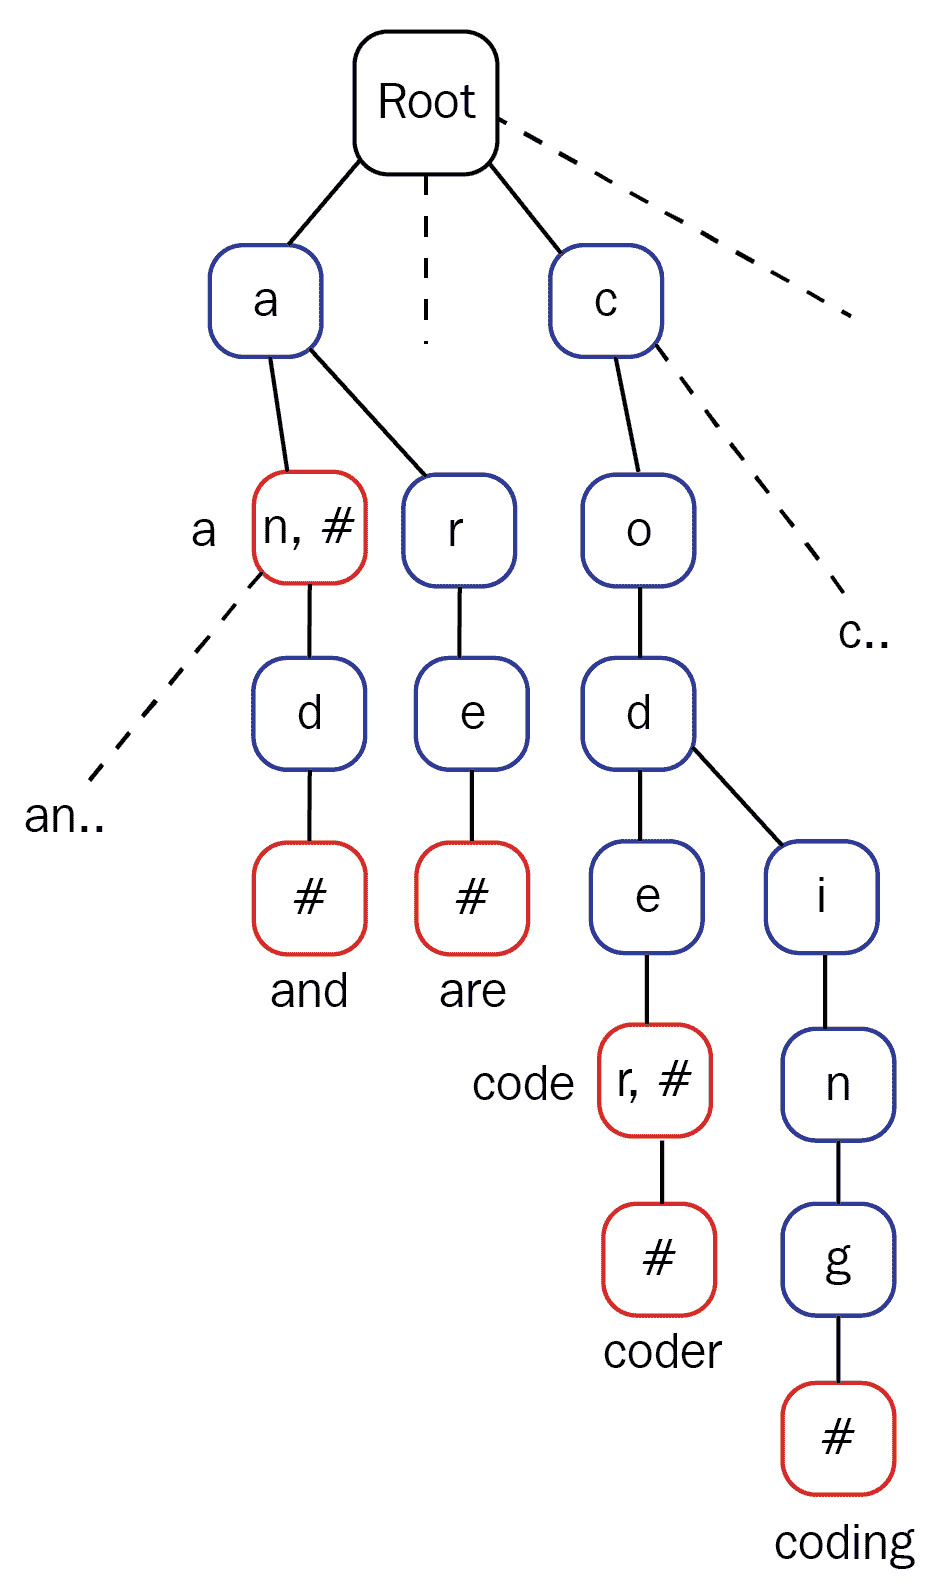 Root
a c
a n, # r o
c..
d e d
an..
# # e i
and are
code r, # n
# g
coder
#
coding